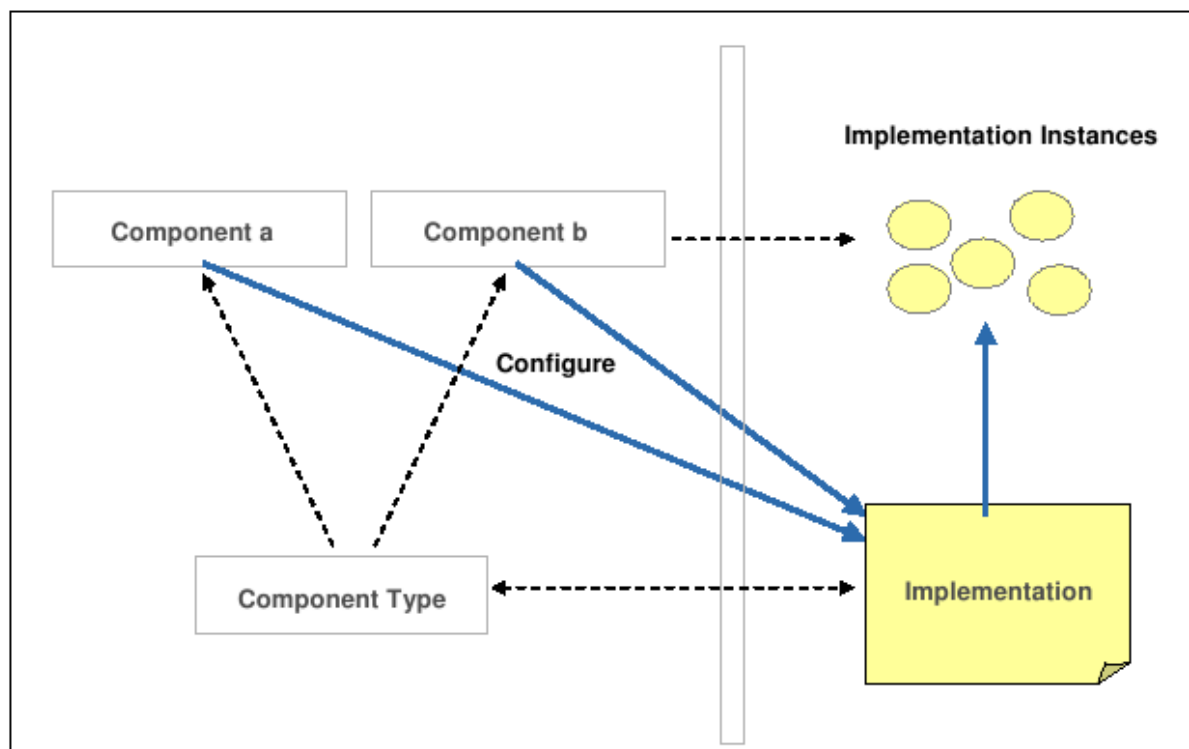 Implementation Instances
Component a
Component b
Configure
Component Type
Implementation